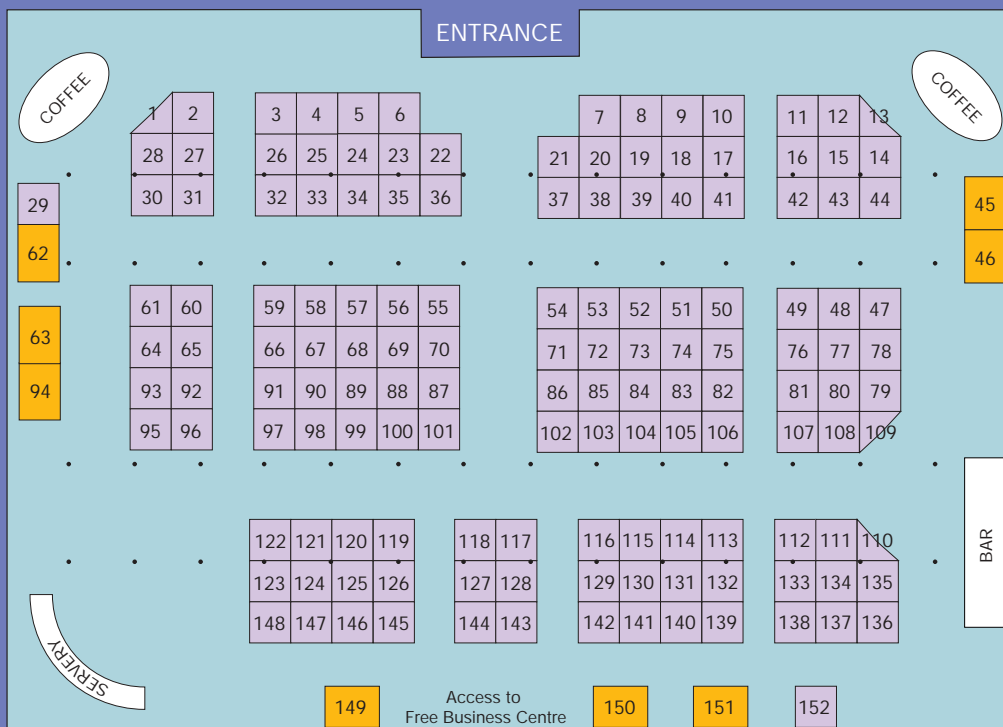 ENTRANCE
COFFEE
COFFEE
1 2 3 4 5 6 7 8 9 10 11 12 13
28 27 26 25 24 23 22 21 20 19 18 17 16 15 14
30 31 32 33 34 35 36 37 38 39 40 41 42 43 44
29 45
62 46
61 60 59 58 57 56 55 54 53 52 51 50 49 48 47
63 64 65 66 67 68 69 70 71 72 73 74 75 76 77 78
94 93 92 91 90 89 88 87 86 85 84 83 82 81 80 79
95 96 97 98 99 100 101 102 103 104 105 106 107 108 109
122 121 120 119 118 117 116 115 114 113 112 111 110
BAR
123 124 125 126 127 128 129 130 131 132 133 134 135
148 147 146 145 144 143 142 141 140 139 138 137 136
SERVERY
149 Access to 150 151 152
Free Business Centre